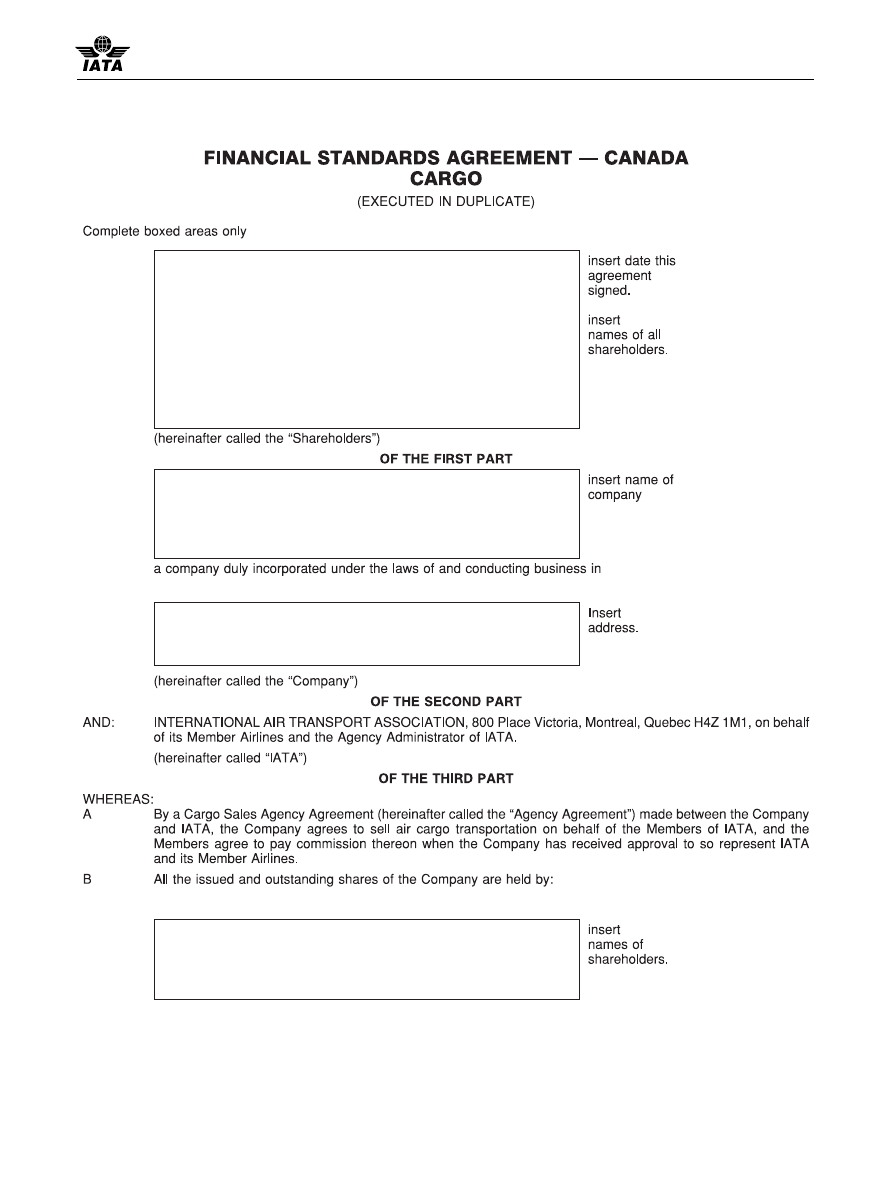 IATA
FINANCIAL STANDARDS AGREEMENT — CANADA
CARGO
(EXECUTED IN DUPLICATE)
Complete boxed areas only
insert date this
agreement
signed.
insert
names of all
shareholders.
(hereinafter called the “Shareholders”)
OF THE FIRST PART
insert name of
company
a company duly incorporated under the laws of and conducting business in
Insert
address.
(hereinafter called the “Company”)
OF THE SECOND PART
AND: INTERNATIONAL AIR TRANSPORT ASSOCIATION, 800 Place Victoria, Montreal, Quebec H4Z 1M1, on behalf
of its Member Airlines and the Agency Administrator of IATA.
(hereinafter called “IATA”)
OF THE THIRD PART
WHEREAS:
A By a Cargo Sales Agency Agreement (hereinafter called the “Agency Agreement”) made between the Company
and IATA, the Company agrees to sell air cargo transportation on behalf of the Members of IATA, and the
Members agree to pay commission thereon when the Company has received approval to so represent IATA
and its Member Airlines.
B All the issued and outstanding shares of the Company are held by:
insert
names of
shareholders.